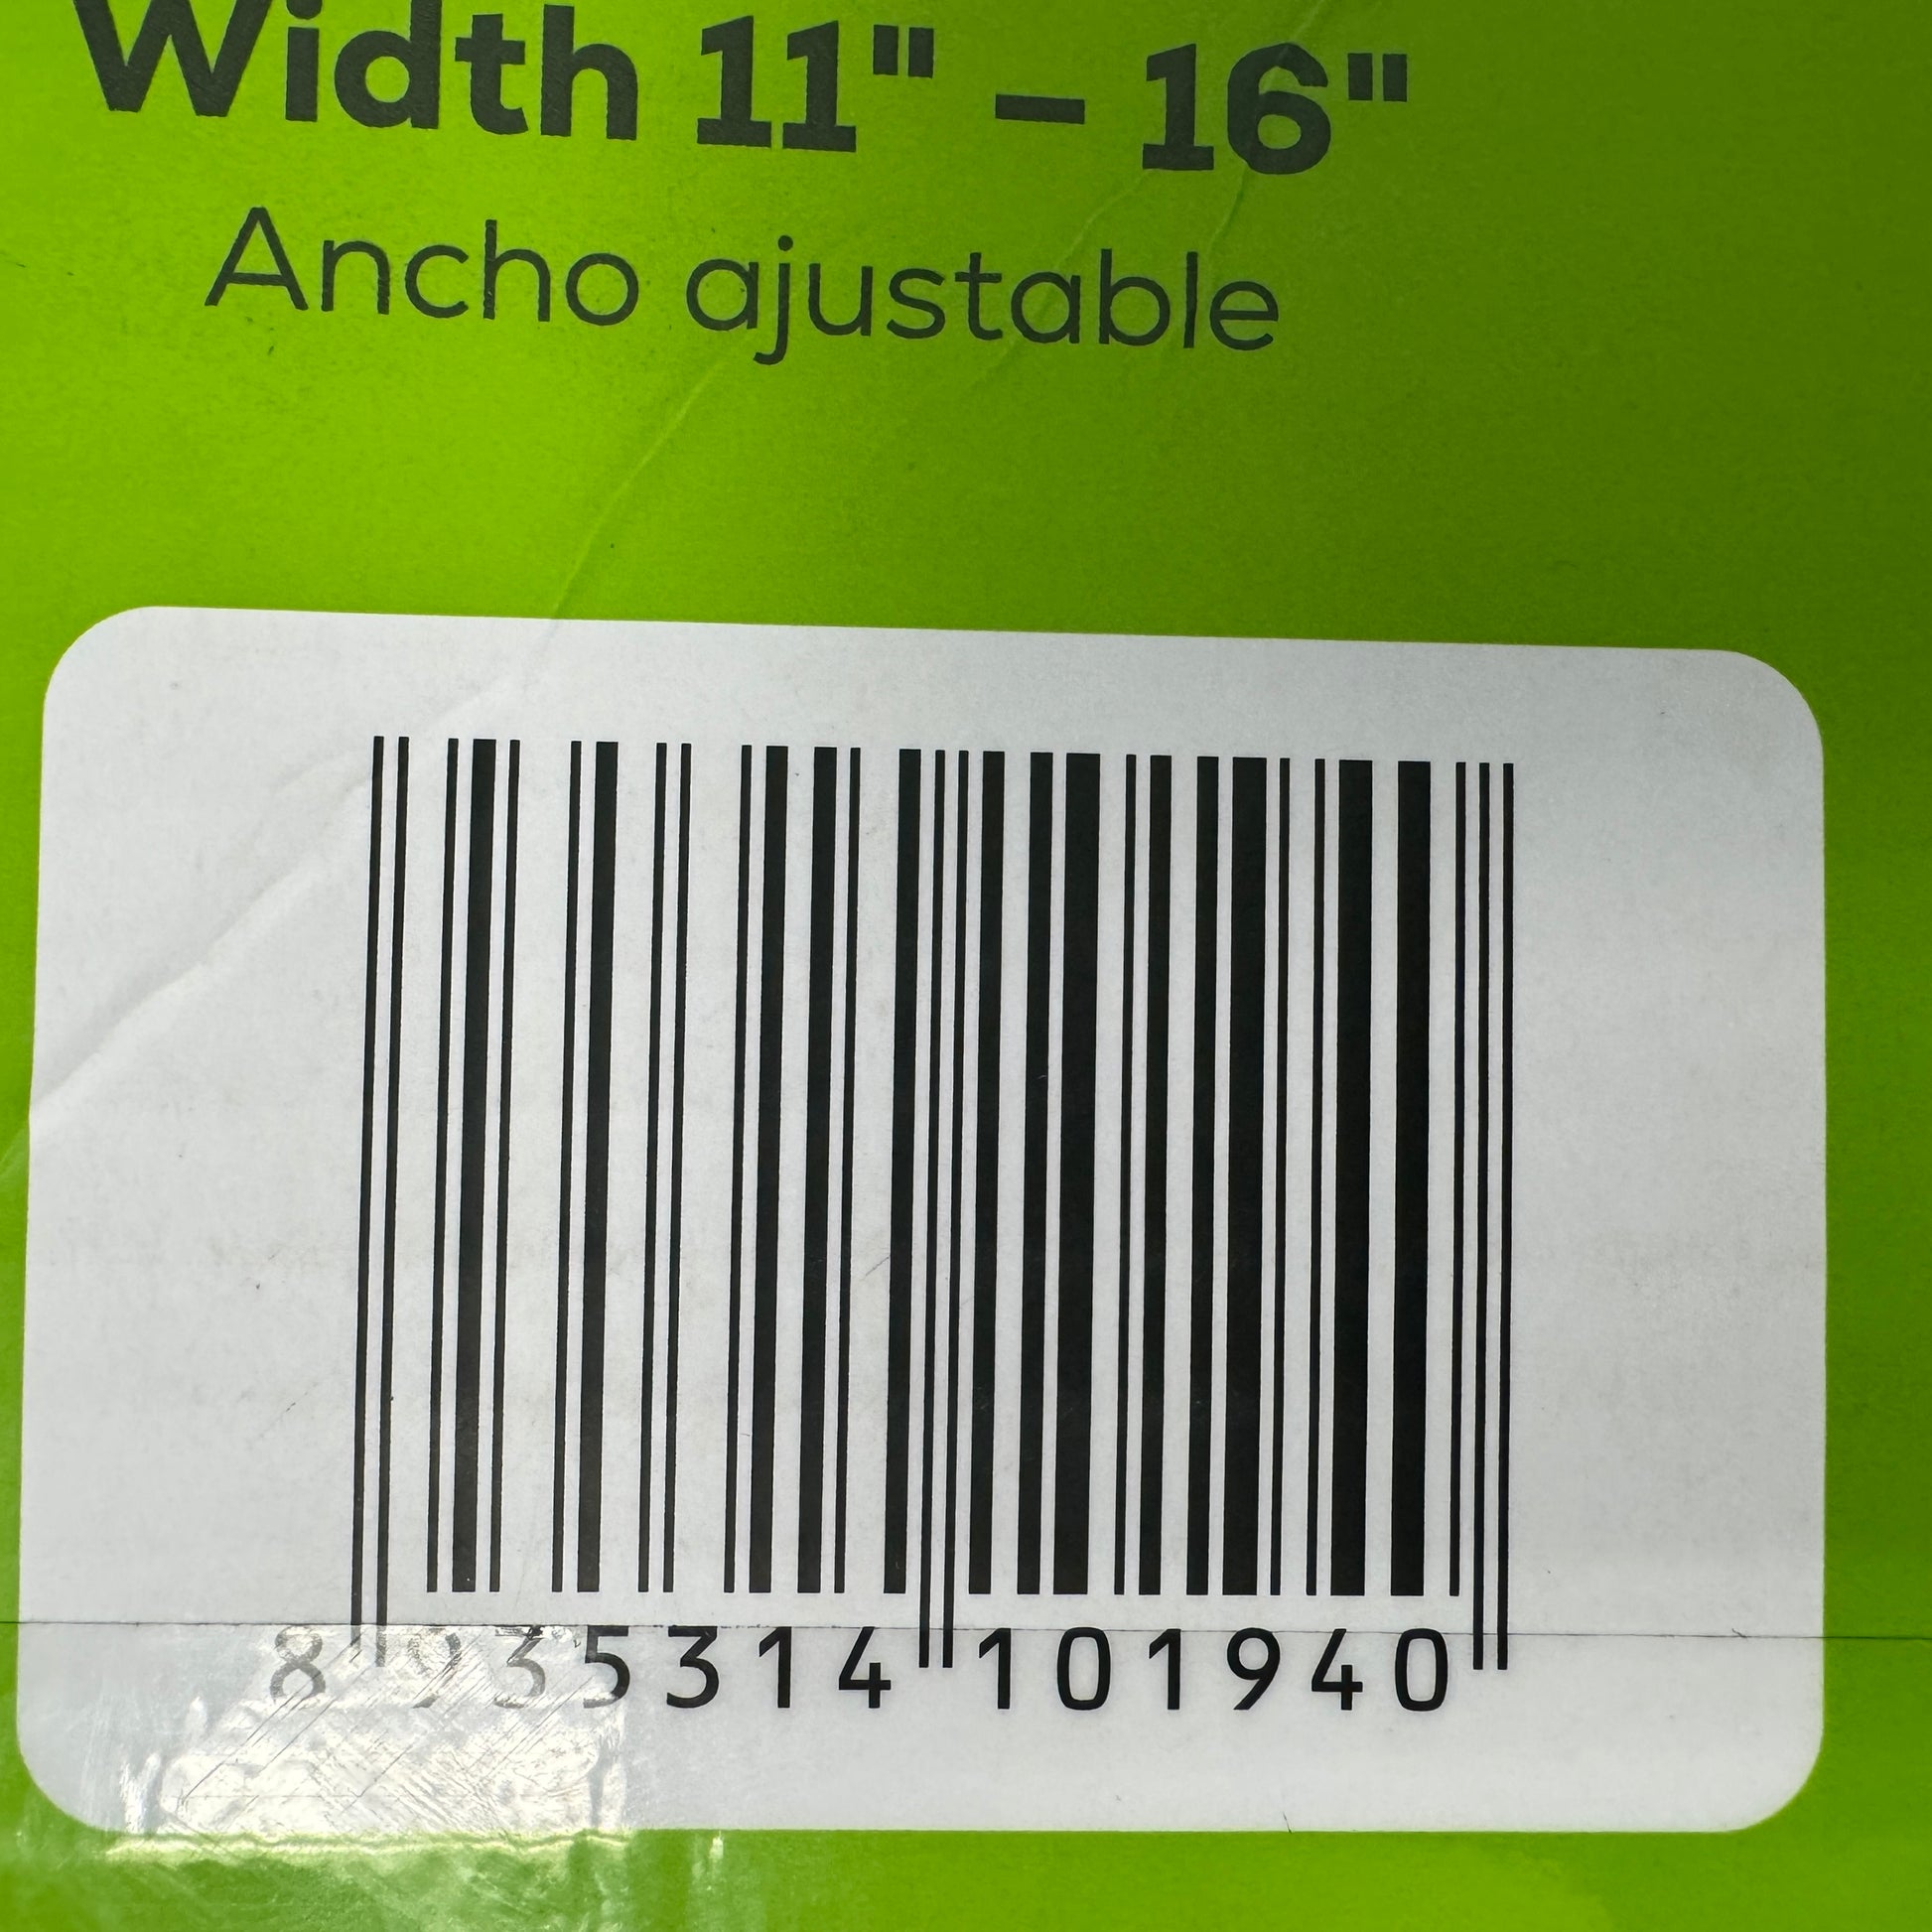 Width 11" – 16"
Ancho ajustable
8 935314 101940